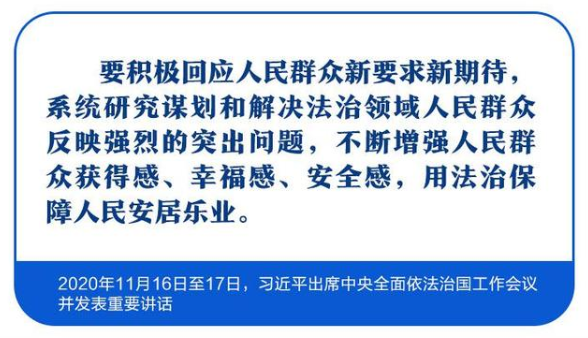 要积极回应人民群众新要求新期待，
系统研究谋划和解决法治领域人民群众
反映强烈的突出问题，不断增强人民群
众获得感、幸福感、安全感，用法治保
障人民安居乐业。
2020年11月16日至17日，习近平出席中央全面依法治国工作会议
并发表重要讲话